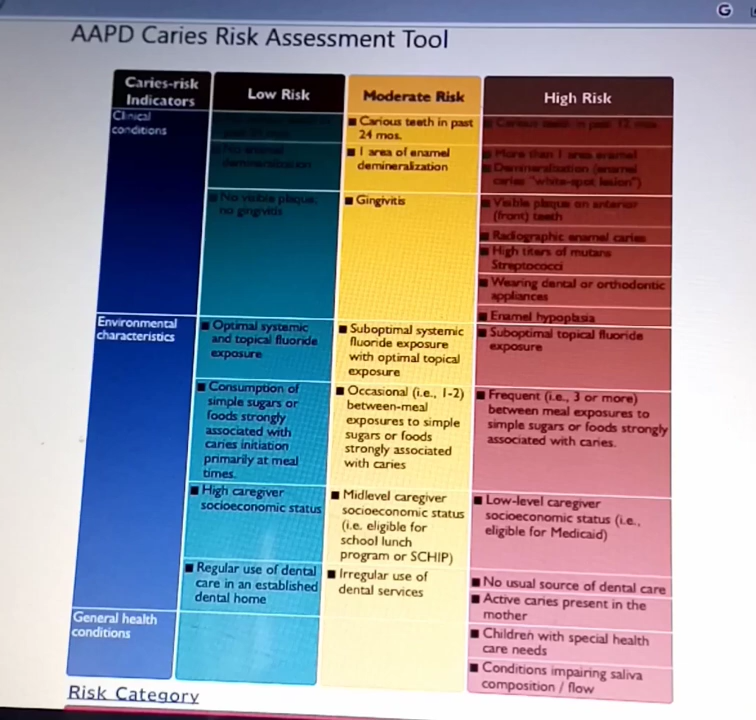 AAPD Caries Risk Assessment Tool
Caries-risk
Indicators
Low Risk
Moderate Risk
High Risk
Clinical
conditions
■ No enamel
demineralization
■ No visible plaque,
no gingivitis
■ Carious teeth in past
24 mos.
■ 1 area of enamel
demineralization
■ Gingivitis
■ Carious teeth in past 12 mos.
■ More than 1 area enamel
■ Demineralization (enamel
caries "white-spot lesion")
■ Visible plaque on anterior
(front) teeth
■ Radiographic enamel caries
■ High titers of mutans
Streptococci
■ Wearing dental or orthodontic
appliances
■ Enamel hypoplasia
Environmental
characteristics
■ Optimal systemic
and topical fluoride
exposure
■ Suboptimal systemic
fluoride exposure
with optimal topical
exposure
■ Suboptimal topical fluoride
exposure
■ Consumption of
simple sugars or
foods strongly
associated with
caries initiation
primarily at meal
times.
■ Occasional (i.e., 1-2)
between-meal
exposures to simple
sugars or foods
strongly associated
with caries
■ Frequent (i.e., 3 or more)
between meal exposures to
simple sugars or foods strongly
associated with caries.
■ High caregiver
socioeconomic status
■ Midlevel caregiver
socioeconomic status
(i.e. eligible for
school lunch
program or SCHIP)
■ Low-level caregiver
socioeconomic status (i.e.,
eligible for Medicaid)
■ Regular use of dental
care in an established
dental home
■ Irregular use of
dental services
■ No usual source of dental care
■ Active caries present in the
mother
General health
conditions
■ Children with special health
care needs
■ Conditions impairing saliva
composition / flow
Risk Category